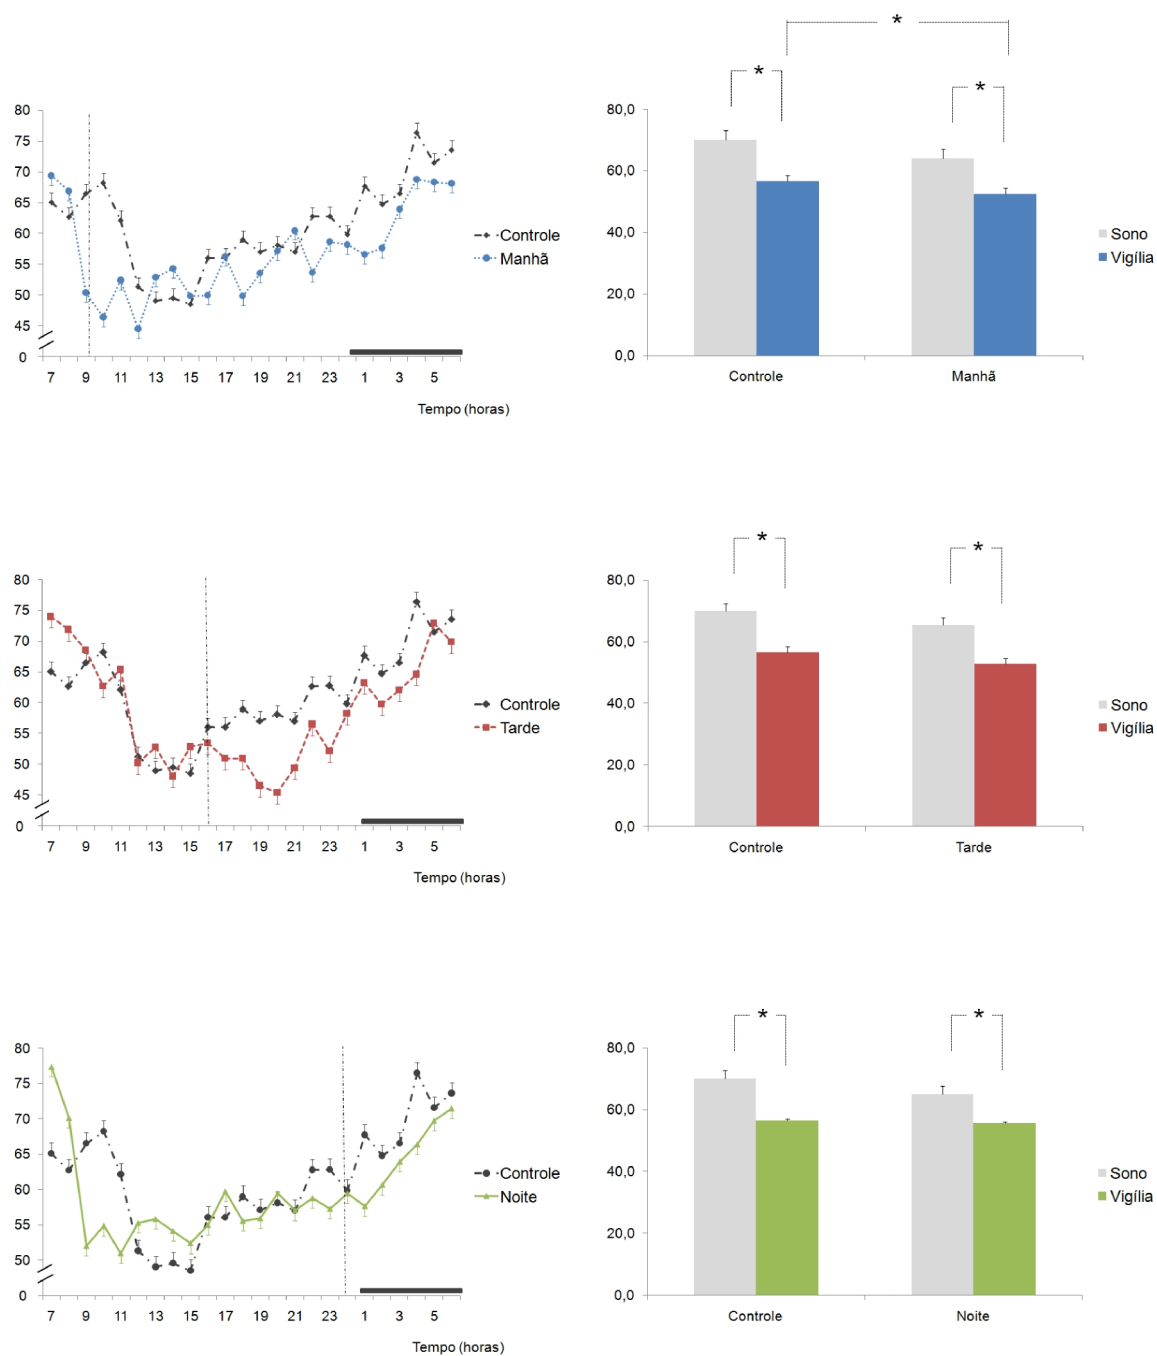 *
* *
80
75
70
65
60
55
50
45
0
7 9 11 13 15 17 19 21 23 1 3 5
Tempo (horas)
Controle
Manhã
80,0
60,0
40,0
20,0
0,0
Controle Manhã
Sono
Vigília
* *
80
75
70
65
60
55
50
45
0
7 9 11 13 15 17 19 21 23 1 3 5
Tempo (horas)
Controle
Tarde
80,0
60,0
40,0
20,0
0,0
Controle Tarde
Sono
Vigília
* *
80
75
70
65
60
55
50
0
7 9 11 13 15 17 19 21 23 1 3 5
Tempo (horas)
Controle
Noite
80,0
60,0
40,0
20,0
0,0
Controle Noite
Sono
Vigília